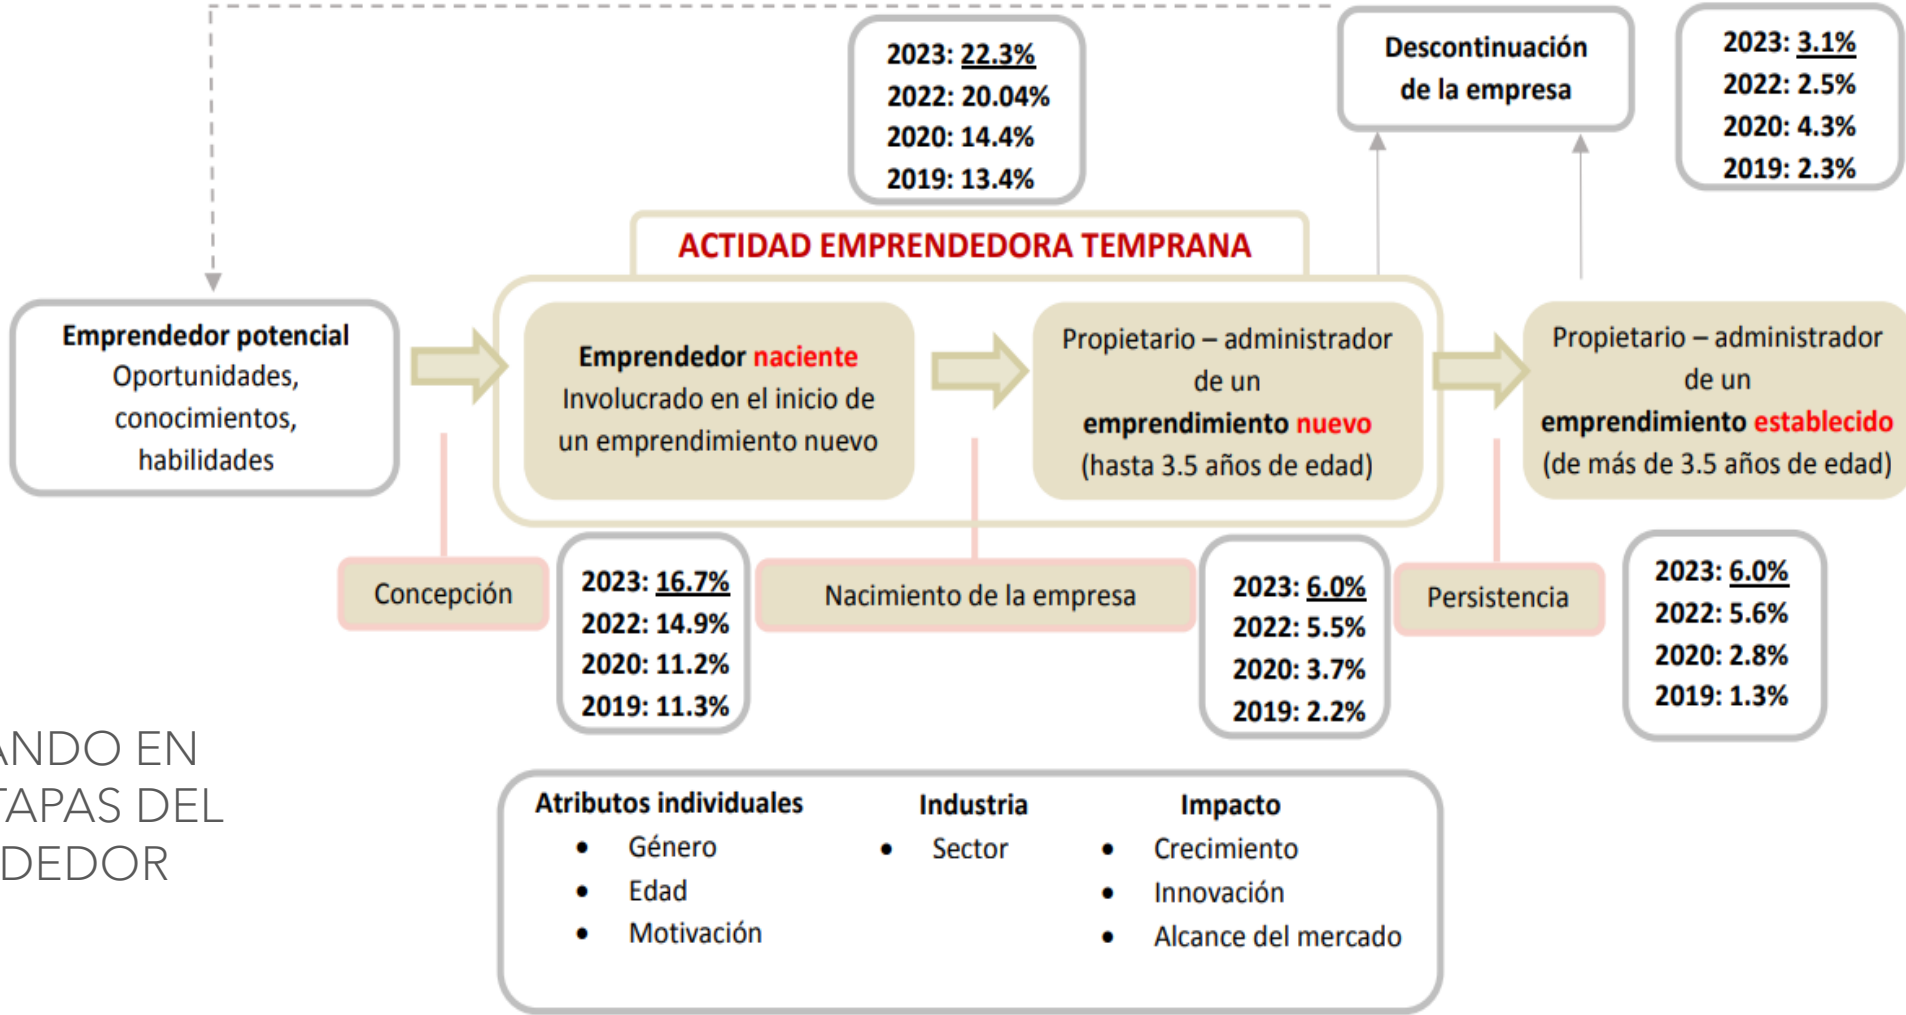 2023: 22.3%
2022: 20.04%
2020: 14.4%
2019: 13.4%
Descontinuación
de la empresa
2023: 3.1%
2022: 2.5%
2020: 4.3%
2019: 2.3%
ACTIDAD EMPRENDEDORA TEMPRANA
Emprendedor potencial
Oportunidades,
conocimientos,
habilidades
Emprendedor naciente
Involucrado en el inicio de
un emprendimiento nuevo
Propietario – administrador
de un
emprendimiento nuevo
(hasta 3.5 años de edad)
Propietario – administrador
de un
emprendimiento establecido
(de más de 3.5 años de edad)
Concepción
2023: 16.7%
2022: 14.9%
2020: 11.2%
2019: 11.3%
Nacimiento de la empresa
2023: 6.0%
2022: 5.5%
2020: 3.7%
2019: 2.2%
Persistencia
2023: 6.0%
2022: 5.6%
2020: 2.8%
2019: 1.3%
ANDO EN
TAPAS DEL
DEDOR
Atributos individuales
• Género
• Edad
• Motivación
Industria
• Sector
Impacto
• Crecimiento
• Innovación
• Alcance del mercado